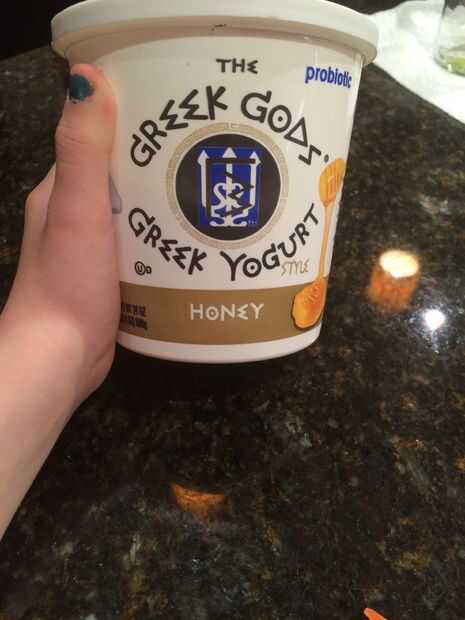 THE
probiotic
GREEK GODS
GREEK YOGURT
STYLE
HONEY